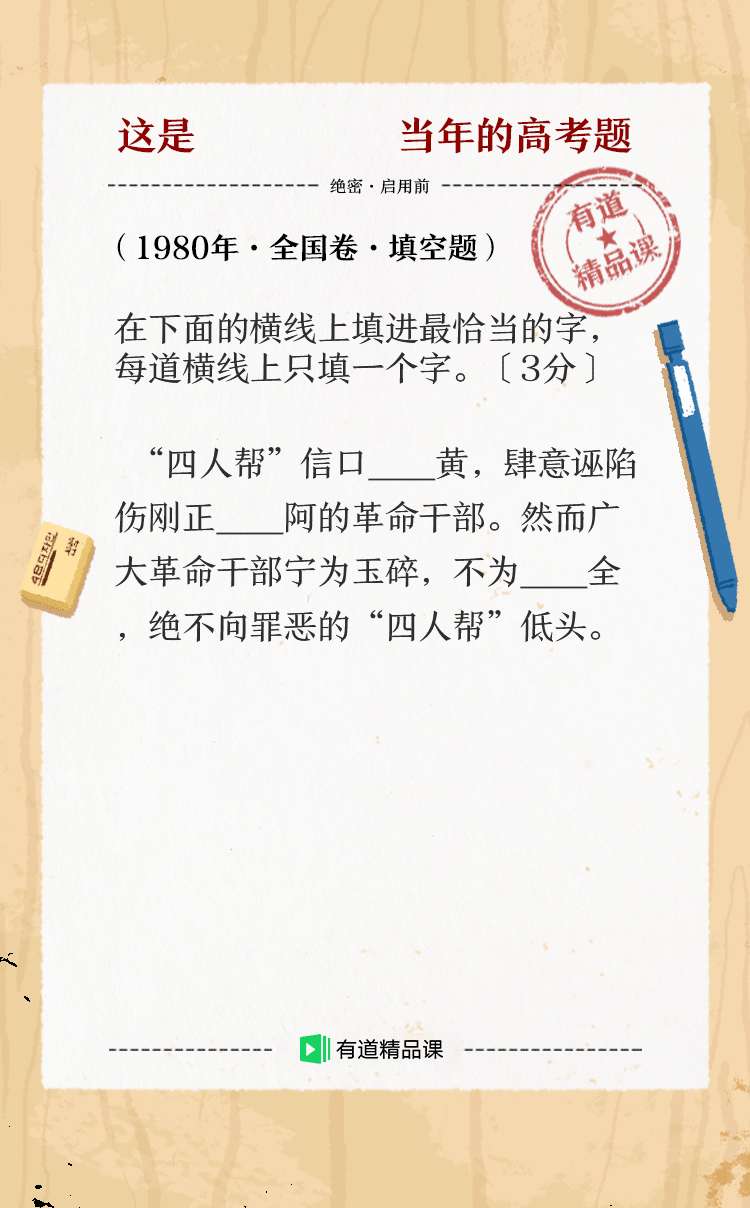 这是 当年的高考题
绝密·启用前
有道
精品课
（1980年·全国卷·填空题）
在下面的横线上填进最恰当的字，
每道横线上只填一个字。〔3分〕
“四人帮”信口____黄，肆意诬陷
伤刚正____阿的革命干部。然而广
大革命干部宁为玉碎，不为____全
，绝不向罪恶的“四人帮”低头。
有道精品课